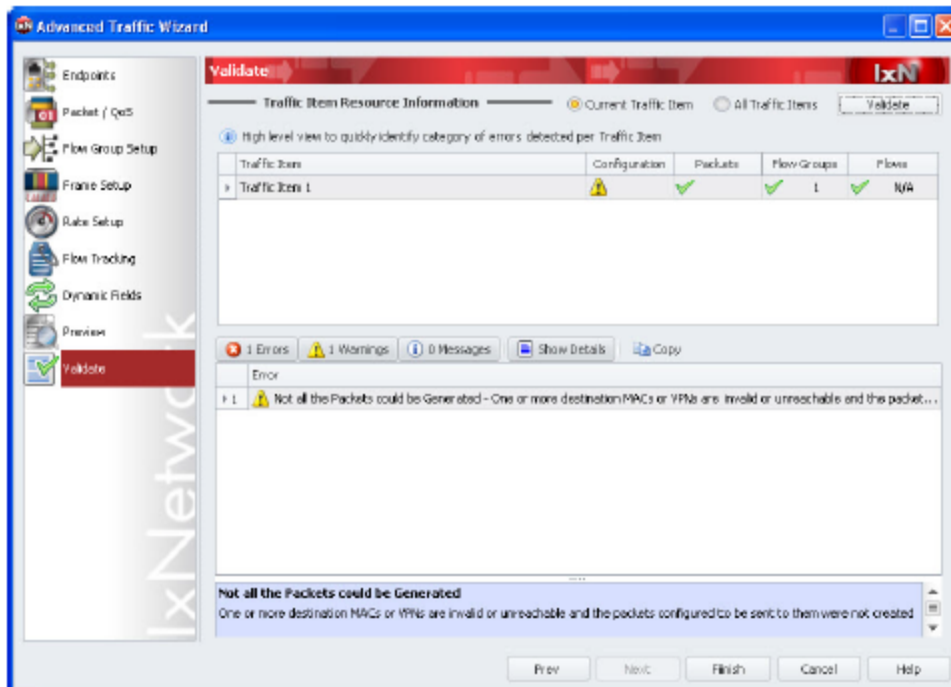 IxN Advanced Traffic Wizard
Endpoints
Packet / QoS
Flow Group Setup
Frame Setup
Rate Setup
Flow Tracking
Dynamic Fields
Preview
Validate
IxNetwork
Validate
IxN
Traffic Item Resource Information
Current Traffic Item
All Traffic Items
Validate
High level view to quickly identify category of errors detected per Traffic Item
Traffic Item Configuration Packets Flow Groups Flows
Traffic Item 1 1 N/A
1 Errors 1 Warnings 0 Messages Show Details Copy
Error
1 Not all the Packets could be Generated - One or more destination MACs or VPNs are invalid or unreachable and the packet...
Not all the Packets could be Generated
One or more destination MACs or VPNs are invalid or unreachable and the packets configured to be sent to them were not created
Prev Next Finish Cancel Help